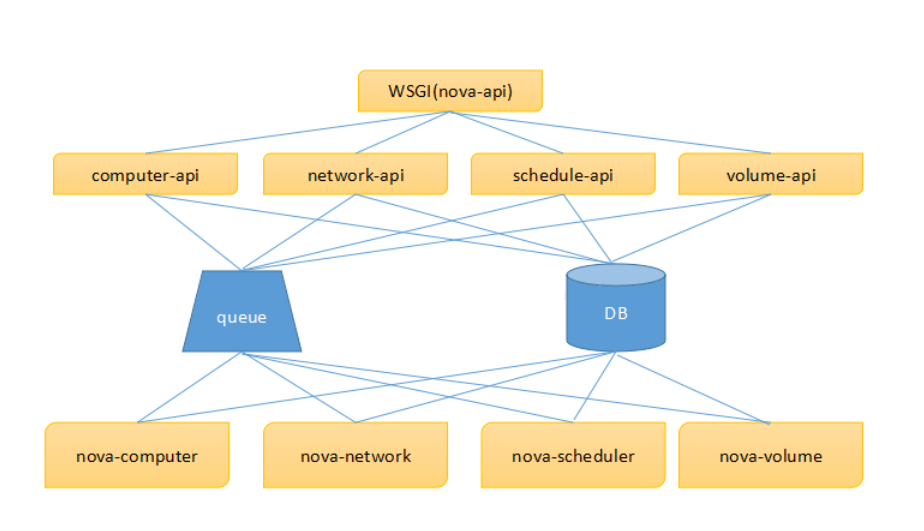 WSGI(nova-api)
computer-api
network-api
schedule-api
volume-api
queue
DB
nova-computer
nova-network
nova-scheduler
nova-volume